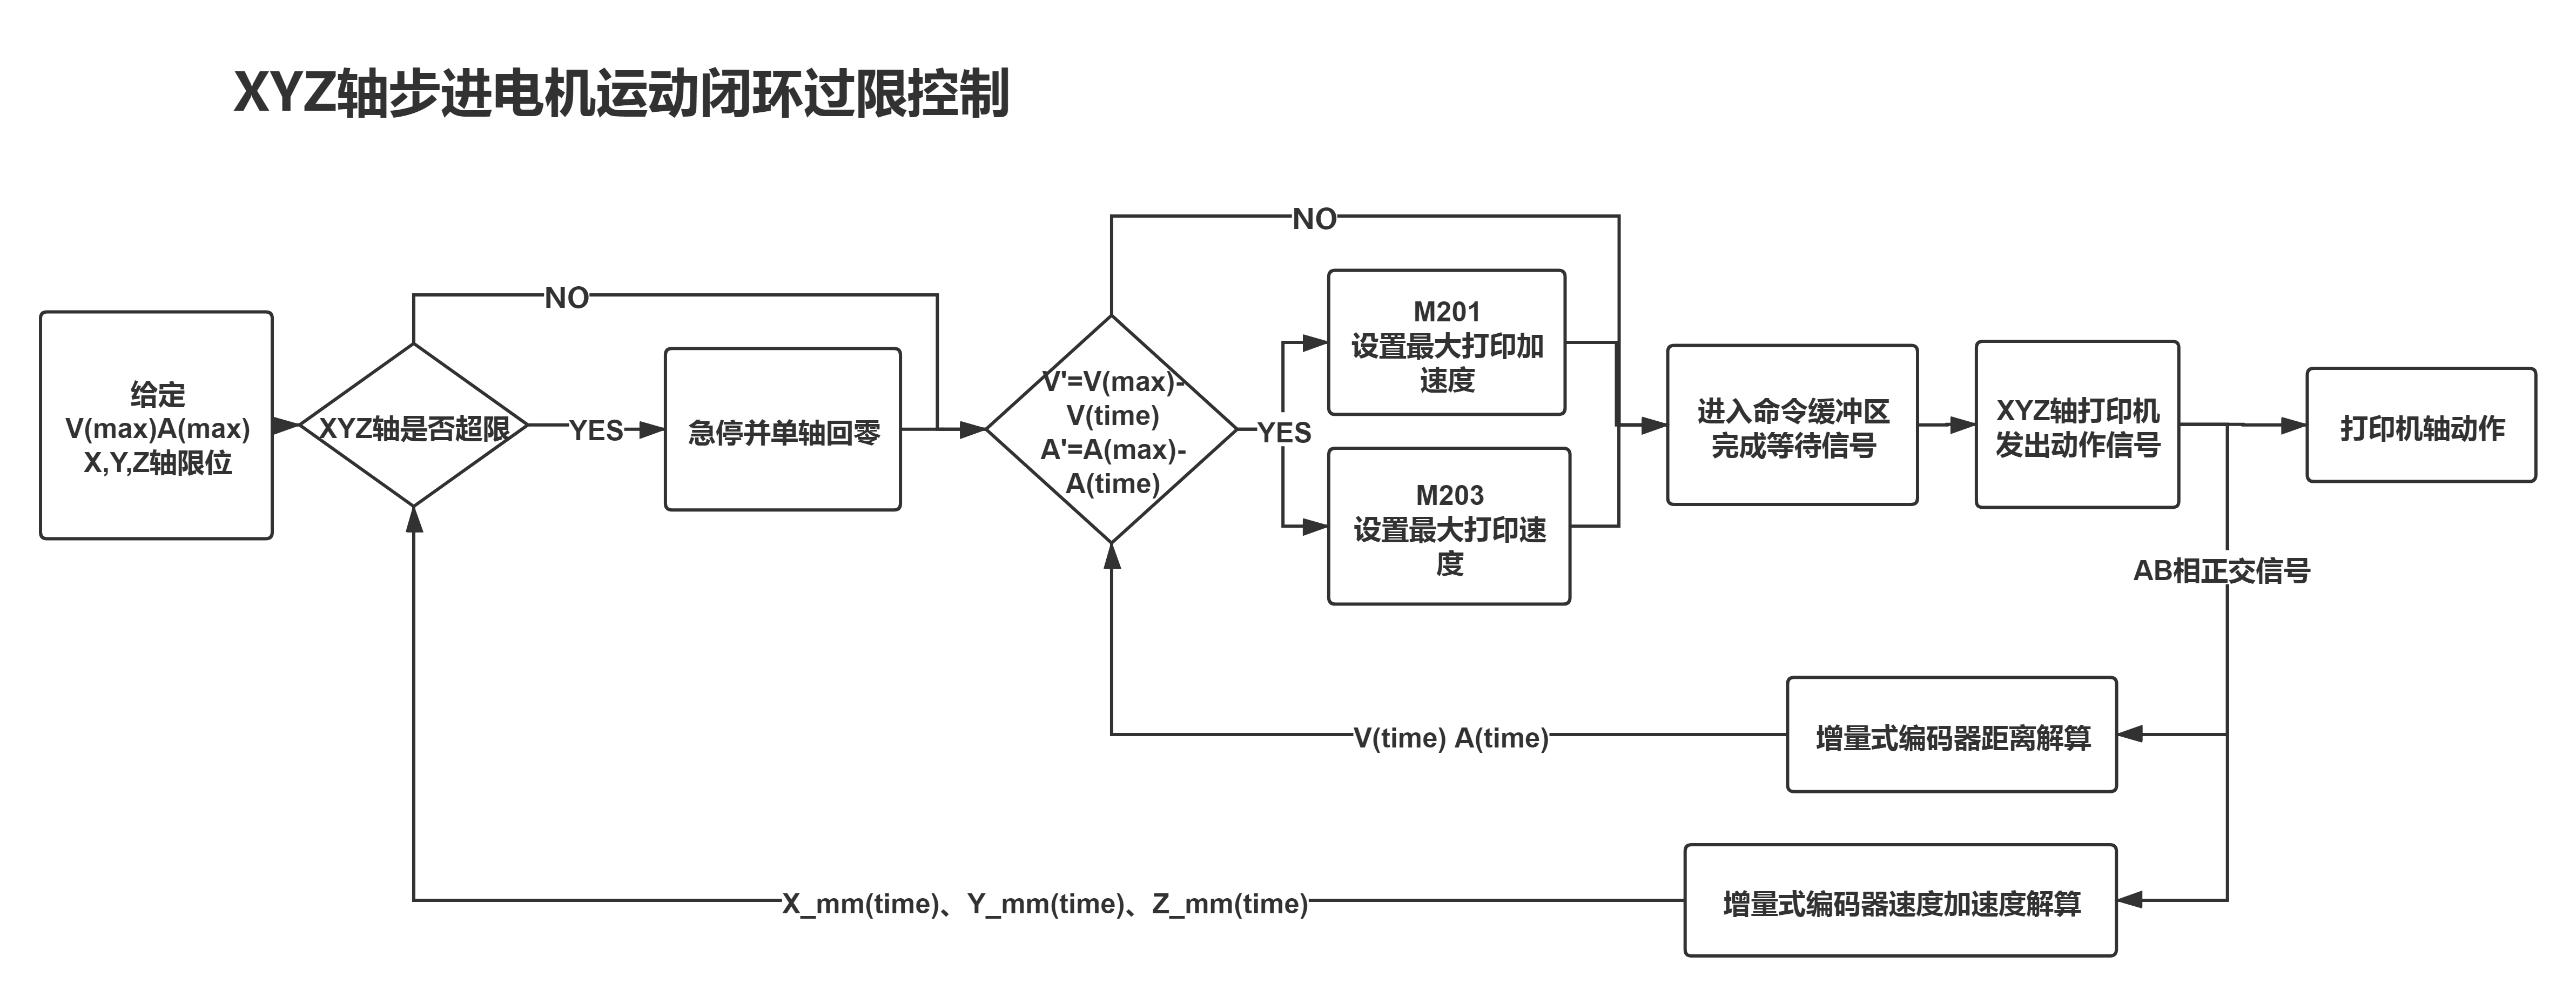 XYZ轴步进电机运动闭环过限控制
给定
V(max)A(max)
X,Y,Z轴限位
XYZ轴是否超限
NO
YES
急停并单轴回零
V'=V(max)-
V(time)
A'=A(max)-
A(time)
NO
YES
M201
设置最大打印加
速度
M203
设置最大打印速
度
进入命令缓冲区
完成等待信号
XYZ轴打印机
发出动作信号
打印机轴动作
AB相正交信号
增量式编码器距离解算
V(time) A(time)
增量式编码器速度加速度解算
X_mm(time)、Y_mm(time)、Z_mm(time)